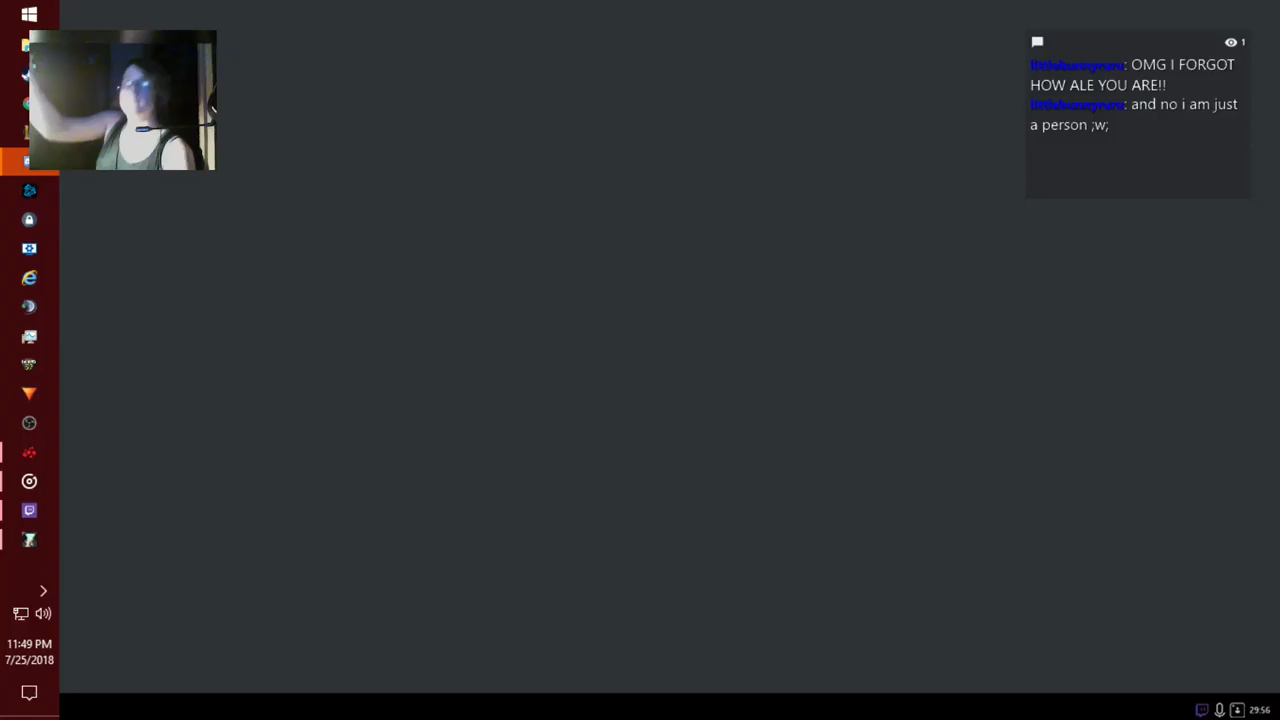 1
: OMG I FORGOT
HOW ALE YOU ARE!!
: and no i am just
a person ;w;
11:49 PM
7/25/2018
29:56